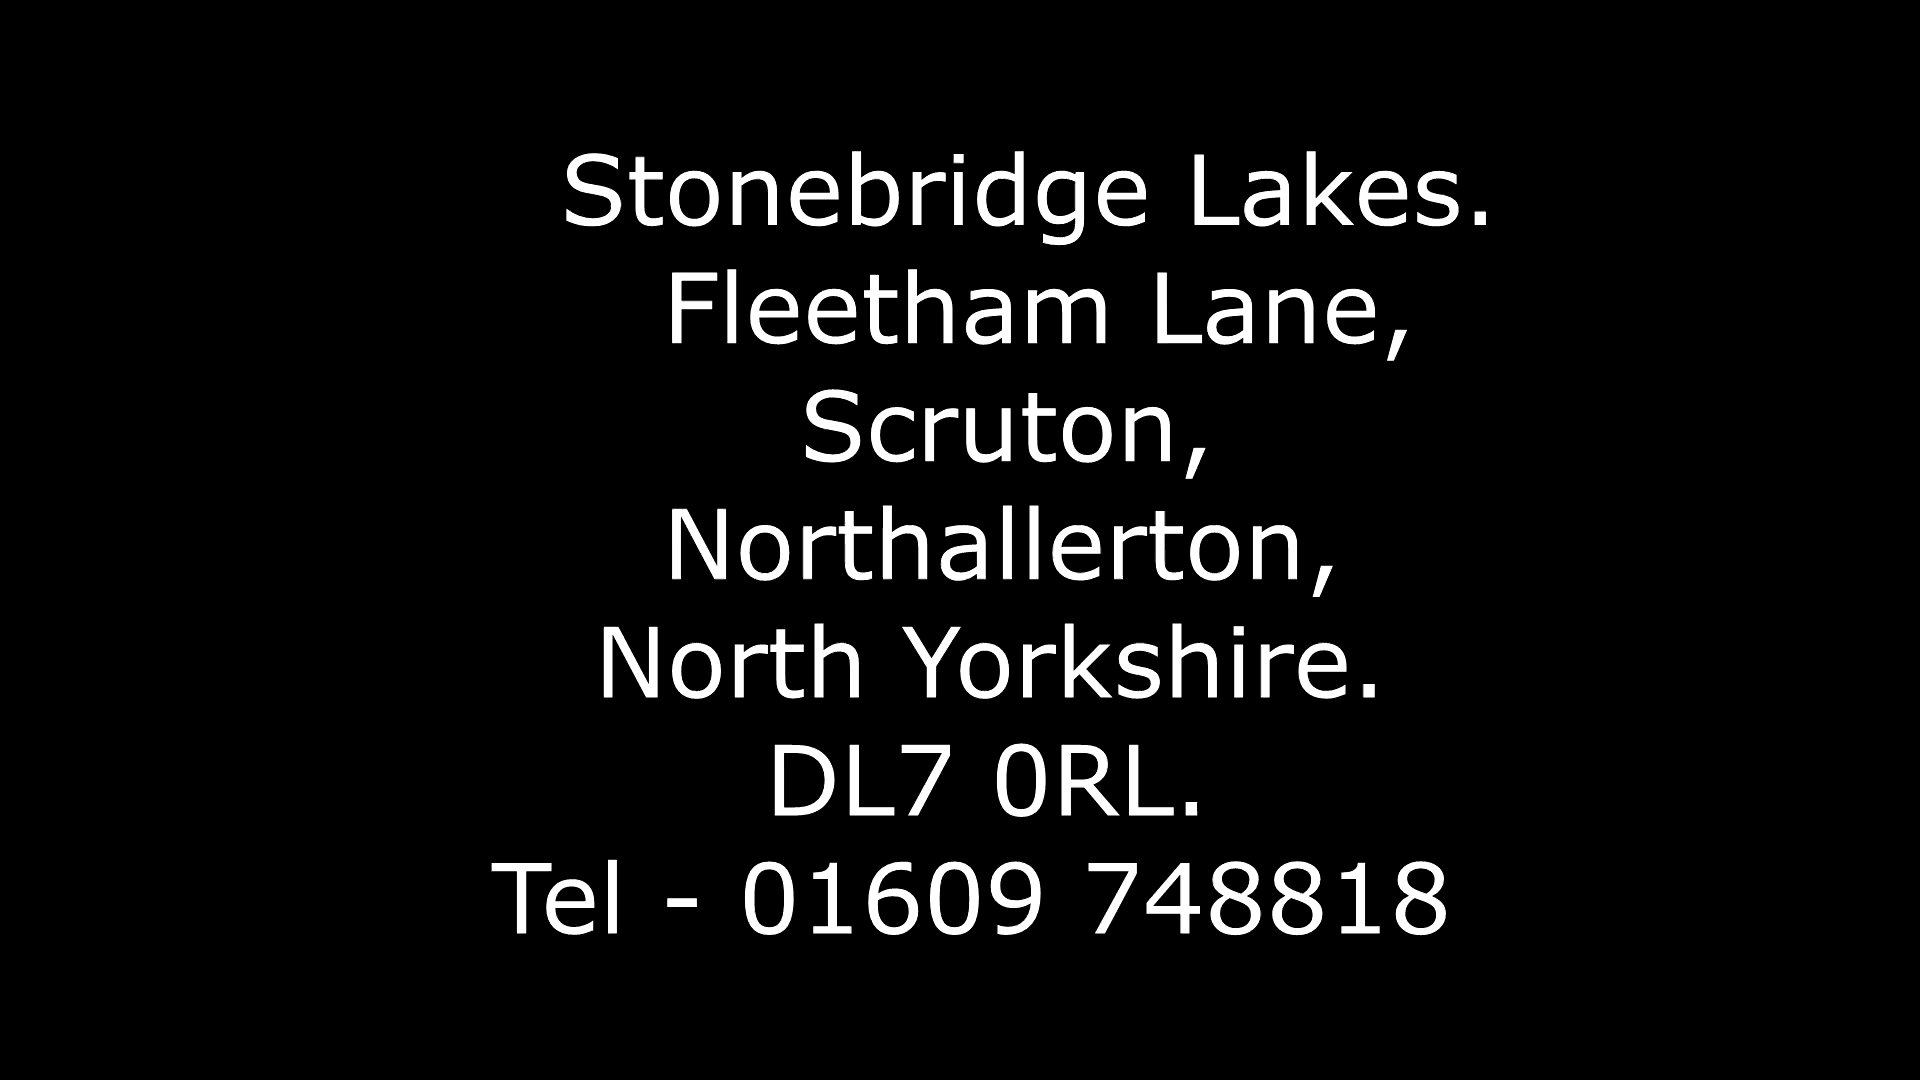 Stonebridge Lakes.
Fleetham Lane,
Scruton,
Northallerton,
North Yorkshire.
DL7 0RL.
Tel - 01609 748818